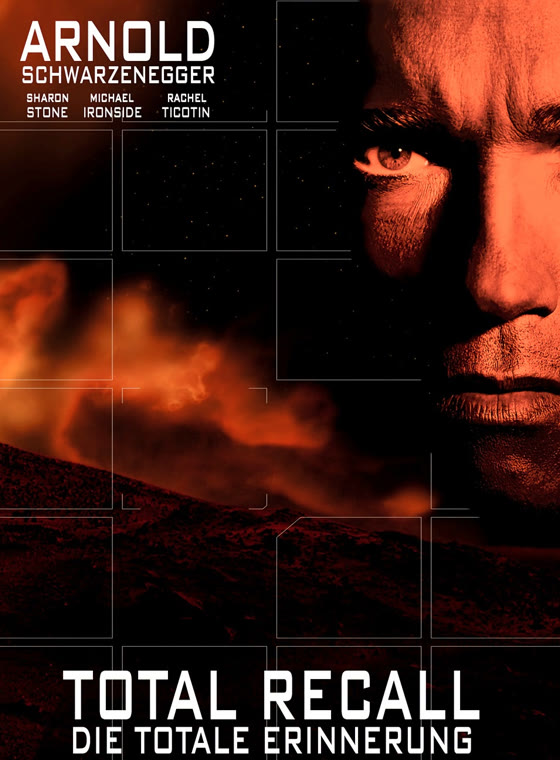 ARNOLD
SCHWARZENEGGER
SHARON MICHAEL RACHEL
STONE IRONSIDE TICOTIN
TOTAL RECALL
DIE TOTALE ERINNERUNG